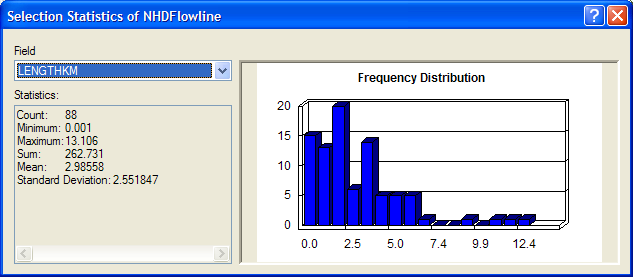 Selection Statistics of NHDFlowline
Field
LENGTHKM
Statistics:
Count: 88
Minimum: 0.001
Maximum: 13.106
Sum: 262.731
Mean: 2.98558
Standard Deviation: 2.551847
Frequency Distribution
20
15
10
5
0
0.0 2.5 5.0 7.4 9.9 12.4